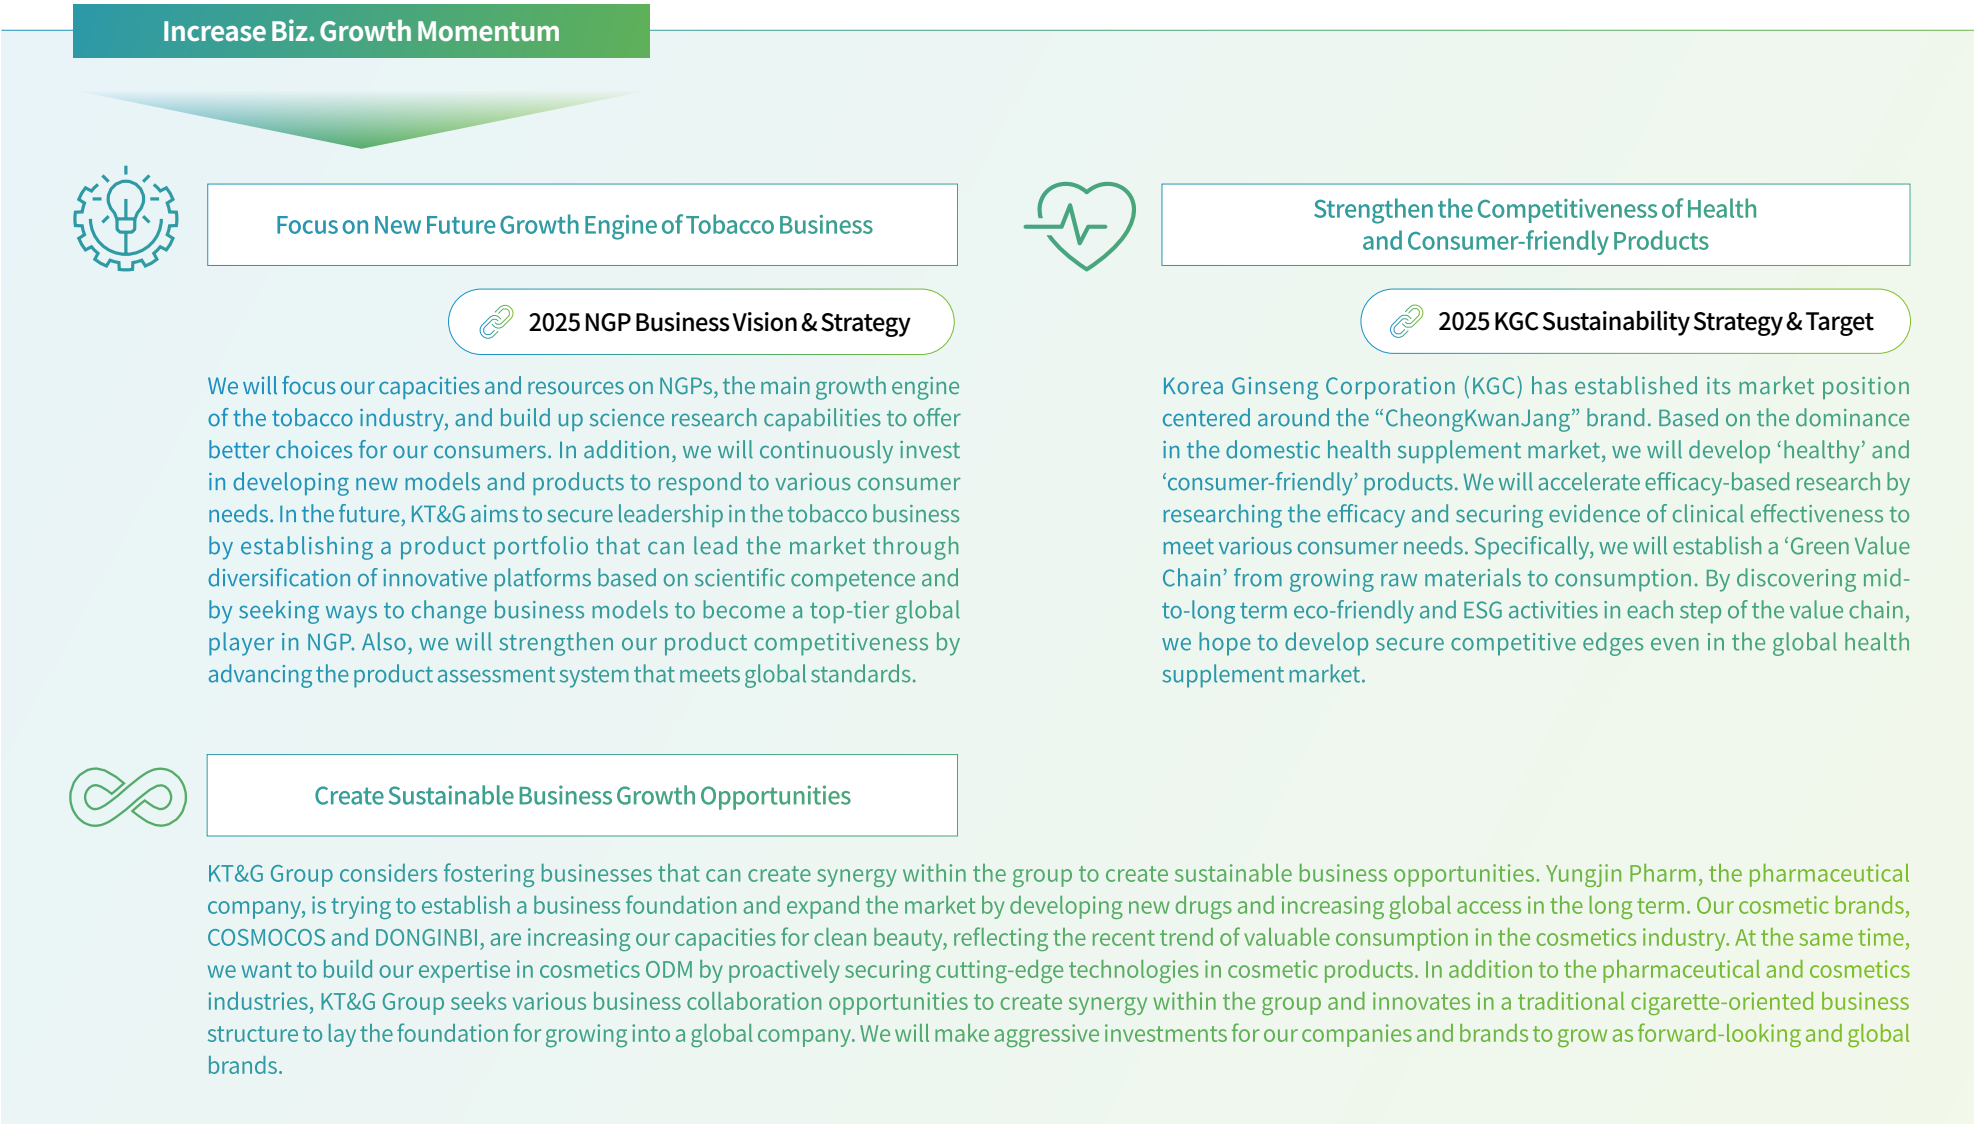 Increase Biz. Growth Momentum
Focus on New Future Growth Engine of Tobacco Business
2025 NGP Business Vision & Strategy
We will focus our capacities and resources on NGPs, the main growth engine
of the tobacco industry, and build up science research capabilities to offer
better choices for our consumers. In addition, we will continuously invest
in developing new models and products to respond to various consumer
needs. In the future, KT&G aims to secure leadership in the tobacco business
by establishing a product portfolio that can lead the market through
diversification of innovative platforms based on scientific competence and
by seeking ways to change business models to become a top-tier global
player in NGP. Also, we will strengthen our product competitiveness by
advancing the product assessment system that meets global standards.
Strengthen the Competitiveness of Health
and Consumer-friendly Products
2025 KGC Sustainability Strategy & Target
Korea Ginseng Corporation (KGC) has established its market position
centered around the “CheongKwanJang” brand. Based on the dominance
in the domestic health supplement market, we will develop ‘healthy’ and
‘consumer-friendly’ products. We will accelerate efficacy-based research by
researching the efficacy and securing evidence of clinical effectiveness to
meet various consumer needs. Specifically, we will establish a ‘Green Value
Chain’ from growing raw materials to consumption. By discovering mid-
to-long term eco-friendly and ESG activities in each step of the value chain,
we hope to develop secure competitive edges even in the global health
supplement market.
Create Sustainable Business Growth Opportunities
KT&G Group considers fostering businesses that can create synergy within the group to create sustainable business opportunities. Yungjin Pharm, the pharmaceutical
company, is trying to establish a business foundation and expand the market by developing new drugs and increasing global access in the long term. Our cosmetic brands,
COSMOCOS and DONGINBI, are increasing our capacities for clean beauty, reflecting the recent trend of valuable consumption in the cosmetics industry. At the same time,
we want to build our expertise in cosmetics ODM by proactively securing cutting-edge technologies in cosmetic products. In addition to the pharmaceutical and cosmetics
industries, KT&G Group seeks various business collaboration opportunities to create synergy within the group and innovates in a traditional cigarette-oriented business
structure to lay the foundation for growing into a global company. We will make aggressive investments for our companies and brands to grow as forward-looking and global
brands.